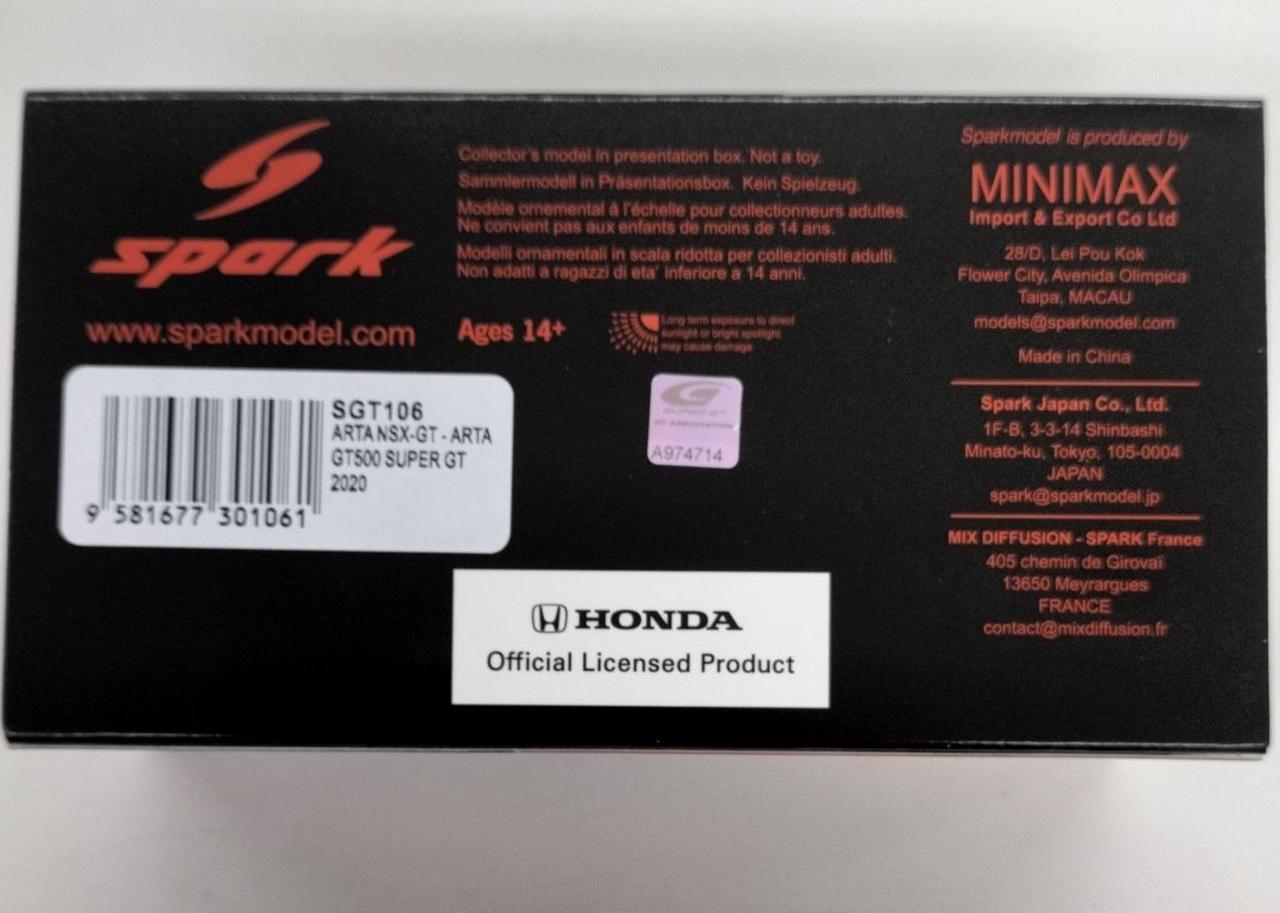 spark
www.sparkmodel.com
Collector's model in presentation box. Not a toy.
Sammlermodell in Präsentationsbox. Kein Spielzeug.
Modèle ornemental à l'échelle pour collectionneurs adultes.
Ne convient pas aux enfants de moins de 14 ans.
Modelli ornamentali in scala ridotta per collezionisti adulti.
Non adatti a ragazzi di eta' inferiore a 14 anni.
Ages 14+
Long term exposure to direct
sunlight or bright spotlight
may cause damage
SGT106
ARTA NSX-GT - ARTA
GT500 SUPER GT
2020
9 581677 301061
SUPER GT
GT ASSOCIATION
A974714
HONDA
Official Licensed Product
Sparkmodel is produced by
MINIMAX
Import & Export Co Ltd
28/D, Lei Pou Kok
Flower City, Avenida Olimpica
Taipa, MACAU
models@sparkmodel.com
Made in China
Spark Japan Co., Ltd.
1F-B, 3-3-14 Shinbashi
Minato-ku, Tokyo, 105-0004
JAPAN
spark@sparkmodel.jp
MIX DIFFUSION - SPARK France
405 chemin de Girovai
13650 Meyrargues
FRANCE
contact@mixdiffusion.fr